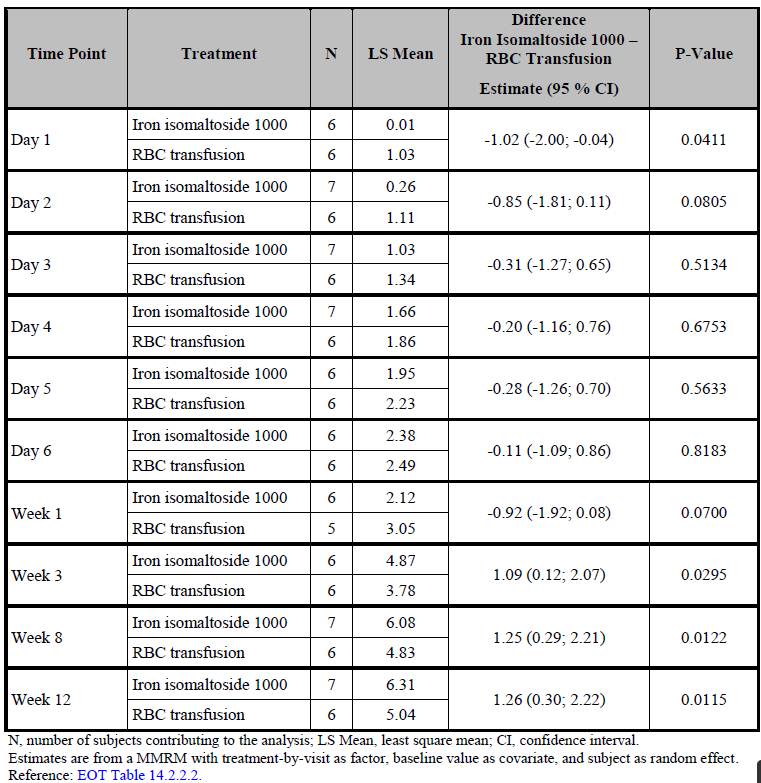 Time Point Treatment N LS Mean Difference Iron Isomaltoside 1000 – RBC Transfusion Estimate (95 % CI) P-Value
Day 1 Iron isomaltoside 1000 6 0.01 -1.02 (-2.00; -0.04) 0.0411
RBC transfusion 6 1.03
Day 2 Iron isomaltoside 1000 7 0.26 -0.85 (-1.81; 0.11) 0.0805
RBC transfusion 6 1.11
Day 3 Iron isomaltoside 1000 7 1.03 -0.31 (-1.27; 0.65) 0.5134
RBC transfusion 6 1.34
Day 4 Iron isomaltoside 1000 7 1.66 -0.20 (-1.16; 0.76) 0.6753
RBC transfusion 6 1.86
Day 5 Iron isomaltoside 1000 6 1.95 -0.28 (-1.26; 0.70) 0.5633
RBC transfusion 6 2.23
Day 6 Iron isomaltoside 1000 6 2.38 -0.11 (-1.09; 0.86) 0.8183
RBC transfusion 6 2.49
Week 1 Iron isomaltoside 1000 6 2.12 -0.92 (-1.92; 0.08) 0.0700
RBC transfusion 5 3.05
Week 3 Iron isomaltoside 1000 6 4.87 1.09 (0.12; 2.07) 0.0295
RBC transfusion 6 3.78
Week 8 Iron isomaltoside 1000 7 6.08 1.25 (0.29; 2.21) 0.0122
RBC transfusion 6 4.83
Week 12 Iron isomaltoside 1000 7 6.31 1.26 (0.30; 2.22) 0.0115
RBC transfusion 6 5.04
N, number of subjects contributing to the analysis; LS Mean, least square mean; CI, confidence interval.
Estimates are from a MMRM with treatment-by-visit as factor, baseline value as covariate, and subject as random effect.
Reference: EOT Table 14.2.2.2.